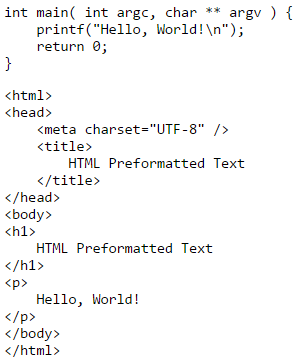 int main( int argc, char ** argv ) {
    printf("Hello, World!\n");
    return 0;
}

<html>
<head>
    <meta charset="UTF-8" />
    <title>
        HTML Preformatted Text
    </title>
</head>
<body>
<h1>
    HTML Preformatted Text
</h1>
<p>
    Hello, World!
</p>
</body>
</html>